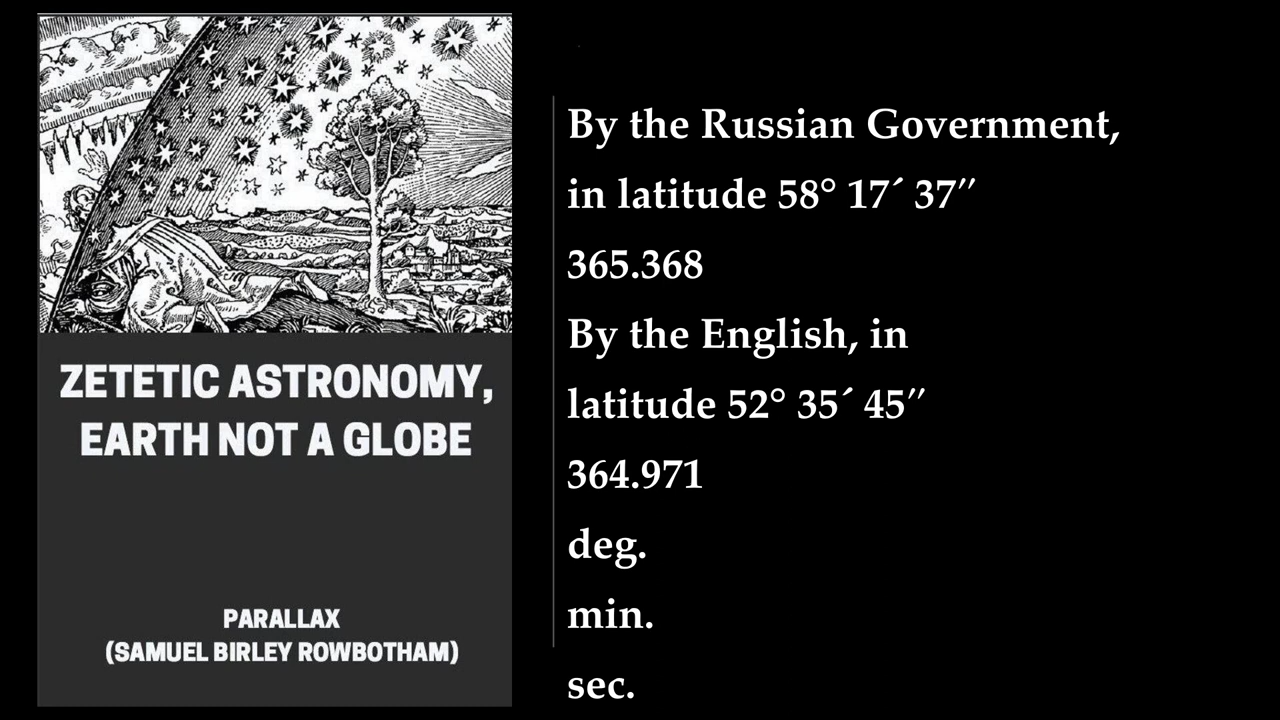 ZETETIC ASTRONOMY,
EARTH NOT A GLOBE
PARALLAX
(SAMUEL BIRLEY ROWBOTHAM)
By the Russian Government,
in latitude 58° 17´ 37″
365.368
By the English, in
latitude 52° 35´ 45″
364.971
deg.
min.
sec.